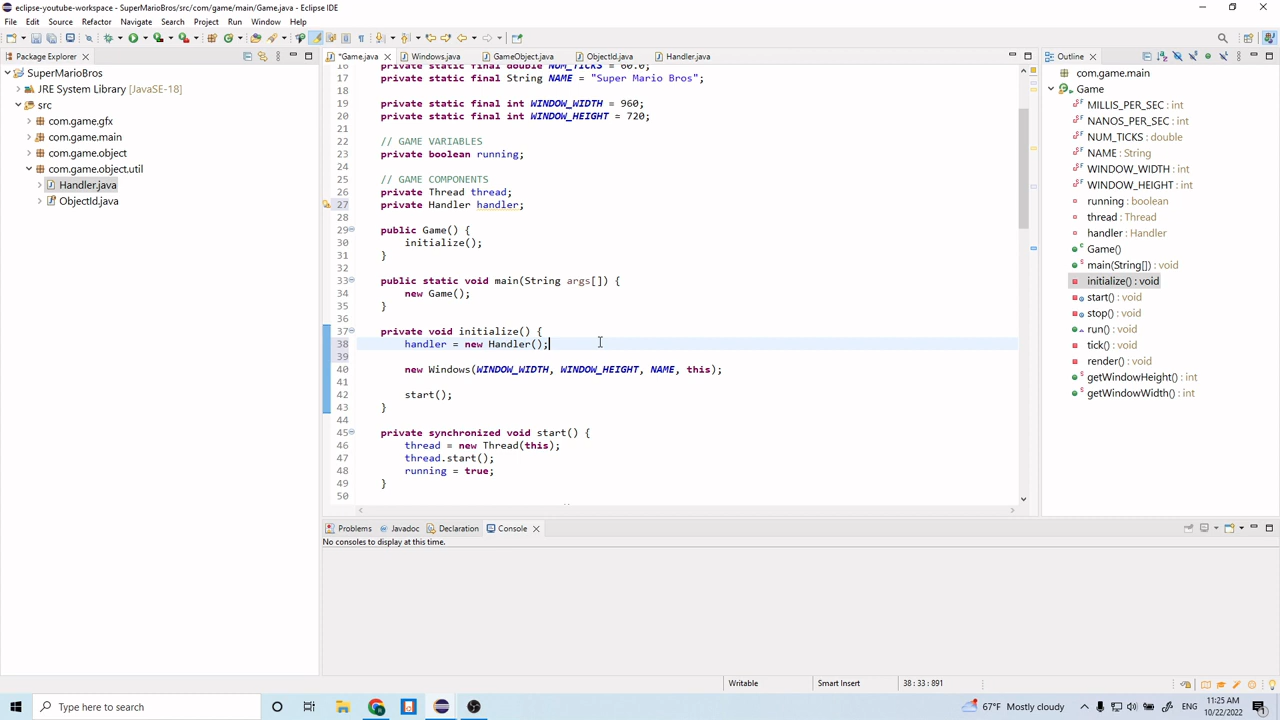 eclipse-youtube-workspace - SuperMarioBros/src/com/game/main/Game.java - Eclipse IDE
File Edit Source Refactor Navigate Search Project Run Window Help
Package Explorer
SuperMarioBros
JRE System Library [JavaSE-18]
src
com.game.gfx
com.game.main
com.game.object
com.game.object.util
Handler.java
ObjectId.java
*Game.java Windows.java GameObject.java ObjectId.java Handler.java
16 private static final double NUM_TICKS = 60.0;
17 private static final String NAME = "Super Mario Bros";
18
19 private static final int WINDOW_WIDTH = 960;
20 private static final int WINDOW_HEIGHT = 720;
21
22 // GAME VARIABLES
23 private boolean running;
24
25 // GAME COMPONENTS
26 private Thread thread;
27 private Handler handler;
28
29 public Game() {
30 initialize();
31 }
32
33 public static void main(String args[]) {
34 new Game();
35 }
36
37 private void initialize() {
38 handler = new Handler();
39
40 new Windows(WINDOW_WIDTH, WINDOW_HEIGHT, NAME, this);
41
42 start();
43 }
44
45 private synchronized void start() {
46 thread = new Thread(this);
47 thread.start();
48 running = true;
49 }
50
Outline
com.game.main
Game
MILLIS_PER_SEC : int
NANOS_PER_SEC : int
NUM_TICKS : double
NAME : String
WINDOW_WIDTH : int
WINDOW_HEIGHT : int
running : boolean
thread : Thread
handler : Handler
Game()
main(String[]) : void
initialize() : void
start() : void
stop() : void
run() : void
tick() : void
render() : void
getWindowHeight() : int
getWindowWidth() : int
Problems Javadoc Declaration Console
No consoles to display at this time.
Writable Smart Insert 38 : 33 : 891
Type here to search
67°F Mostly cloudy
11:25 AM
10/22/2022